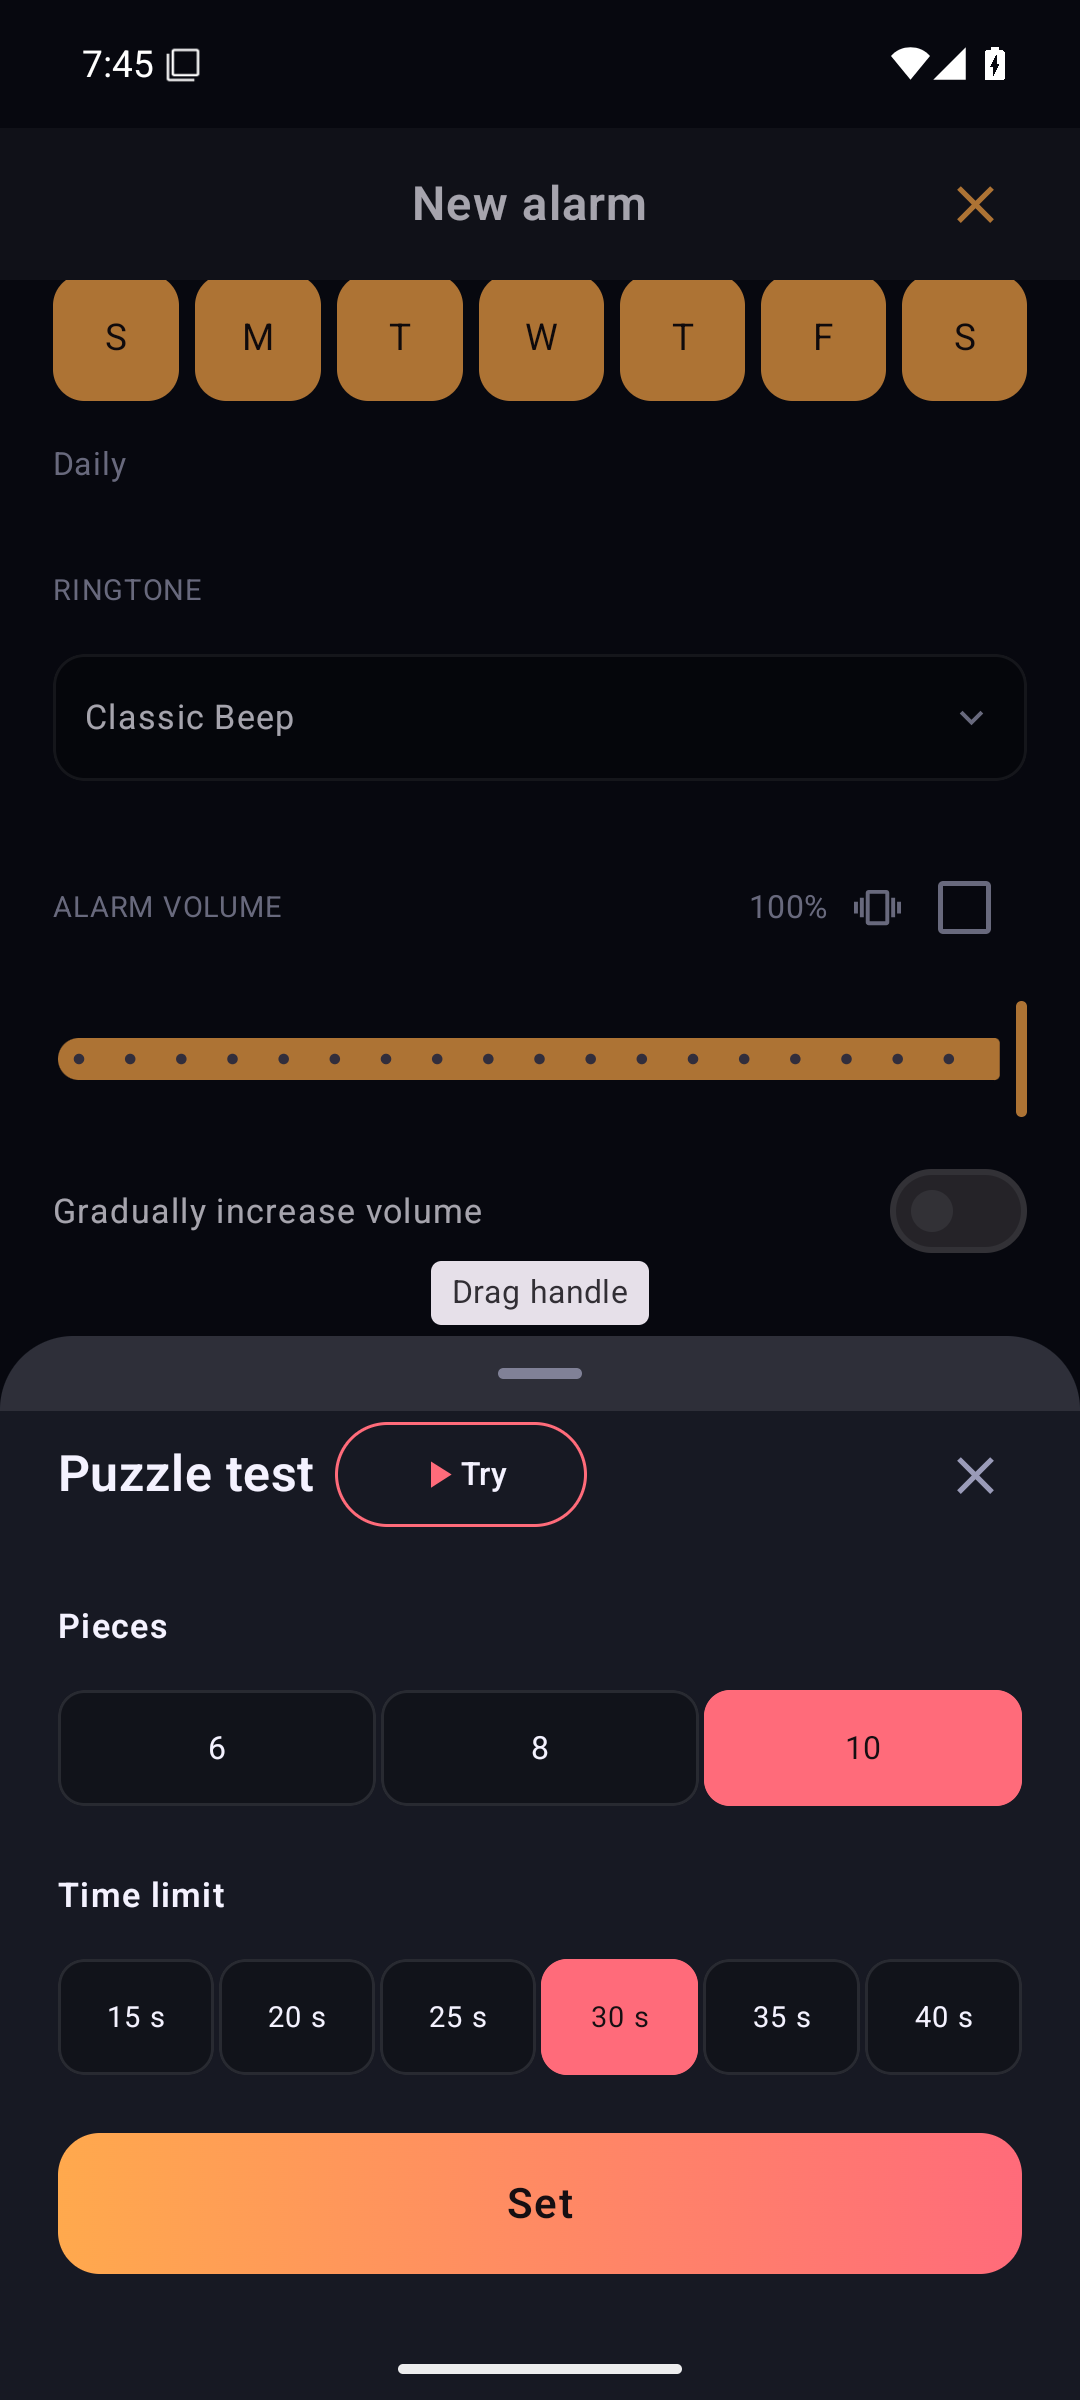 7:45
New alarm
S M T W T F S
Daily
RINGTONE
Classic Beep
ALARM VOLUME 100%
Gradually increase volume
Drag handle
Puzzle test Try
Pieces
6 8 10
Time limit
15 s 20 s 25 s 30 s 35 s 40 s
Set